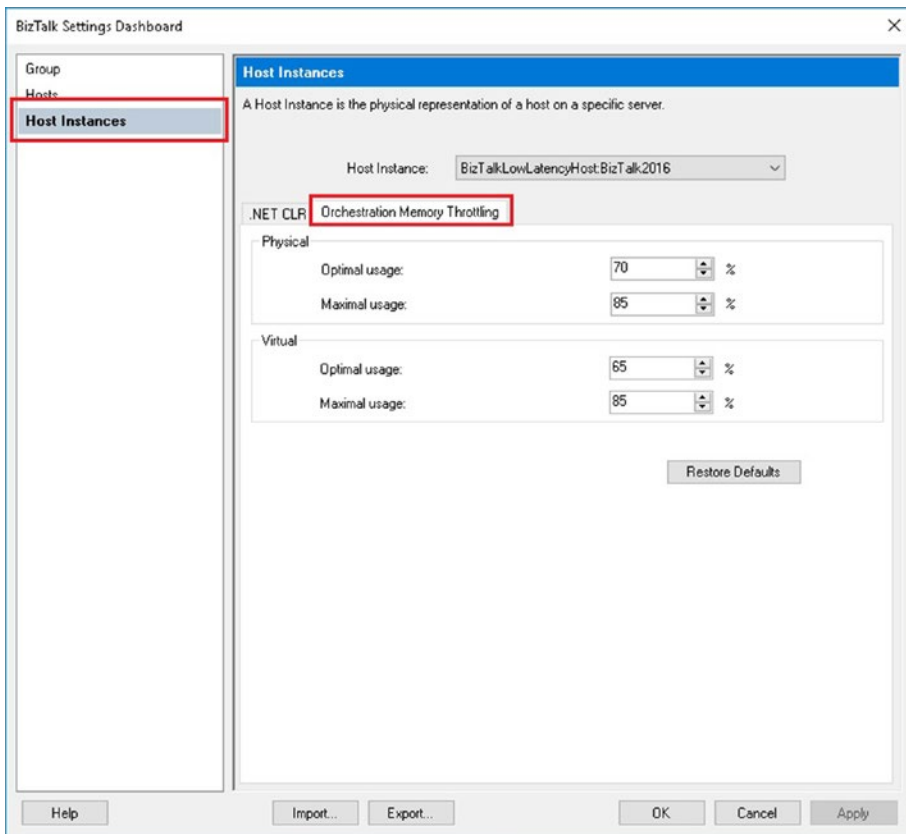 BizTalk Settings Dashboard
Group
Hosts
Host Instances
Host Instances
A Host Instance is the physical representation of a host on a specific server.
Host Instance: BizTalkLowLatencyHost:BizTalk2016
.NET CLR Orchestration Memory Throttling
Physical
Optimal usage: 70 %
Maximal usage: 85 %
Virtual
Optimal usage: 65 %
Maximal usage: 85 %
Restore Defaults
Help Import... Export... OK Cancel Apply